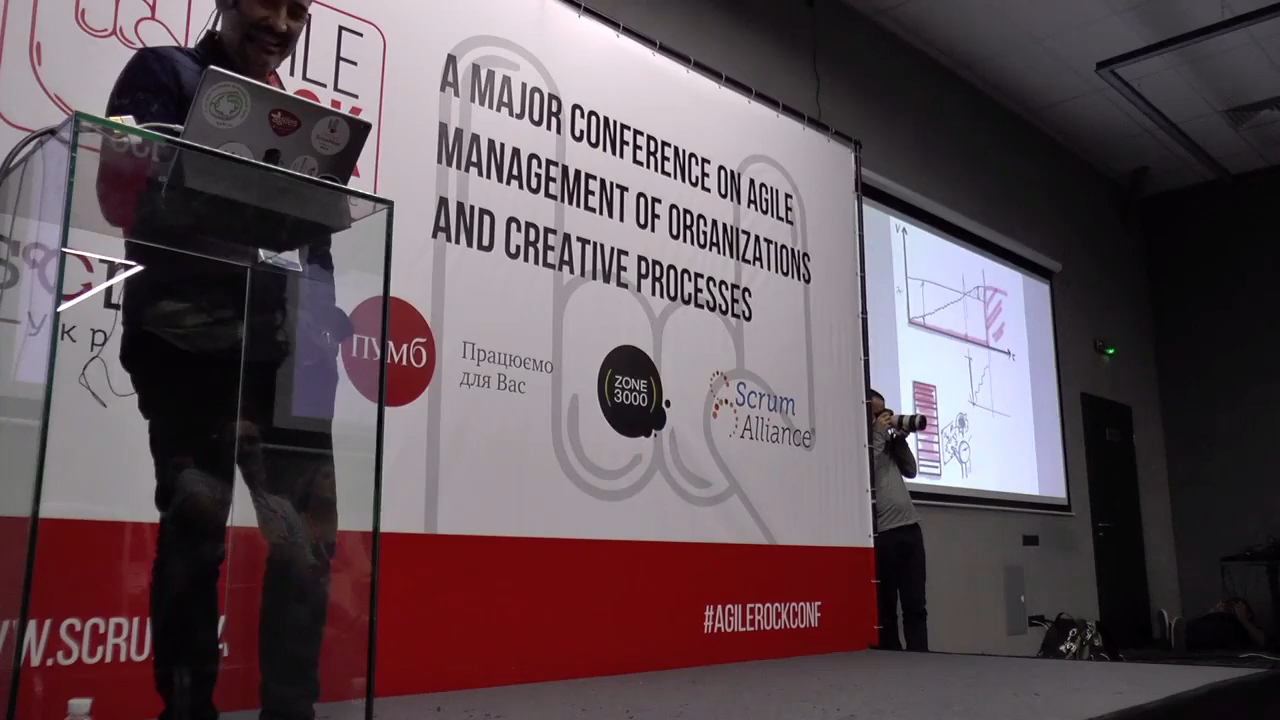 A MAJOR CONFERENCE ON AGILE
MANAGEMENT OF ORGANIZATIONS
AND CREATIVE PROCESSES
ПУМб
Працюємо
для Вас
ZONE
3000
Scrum
Alliance
#AGILEROCKCONF